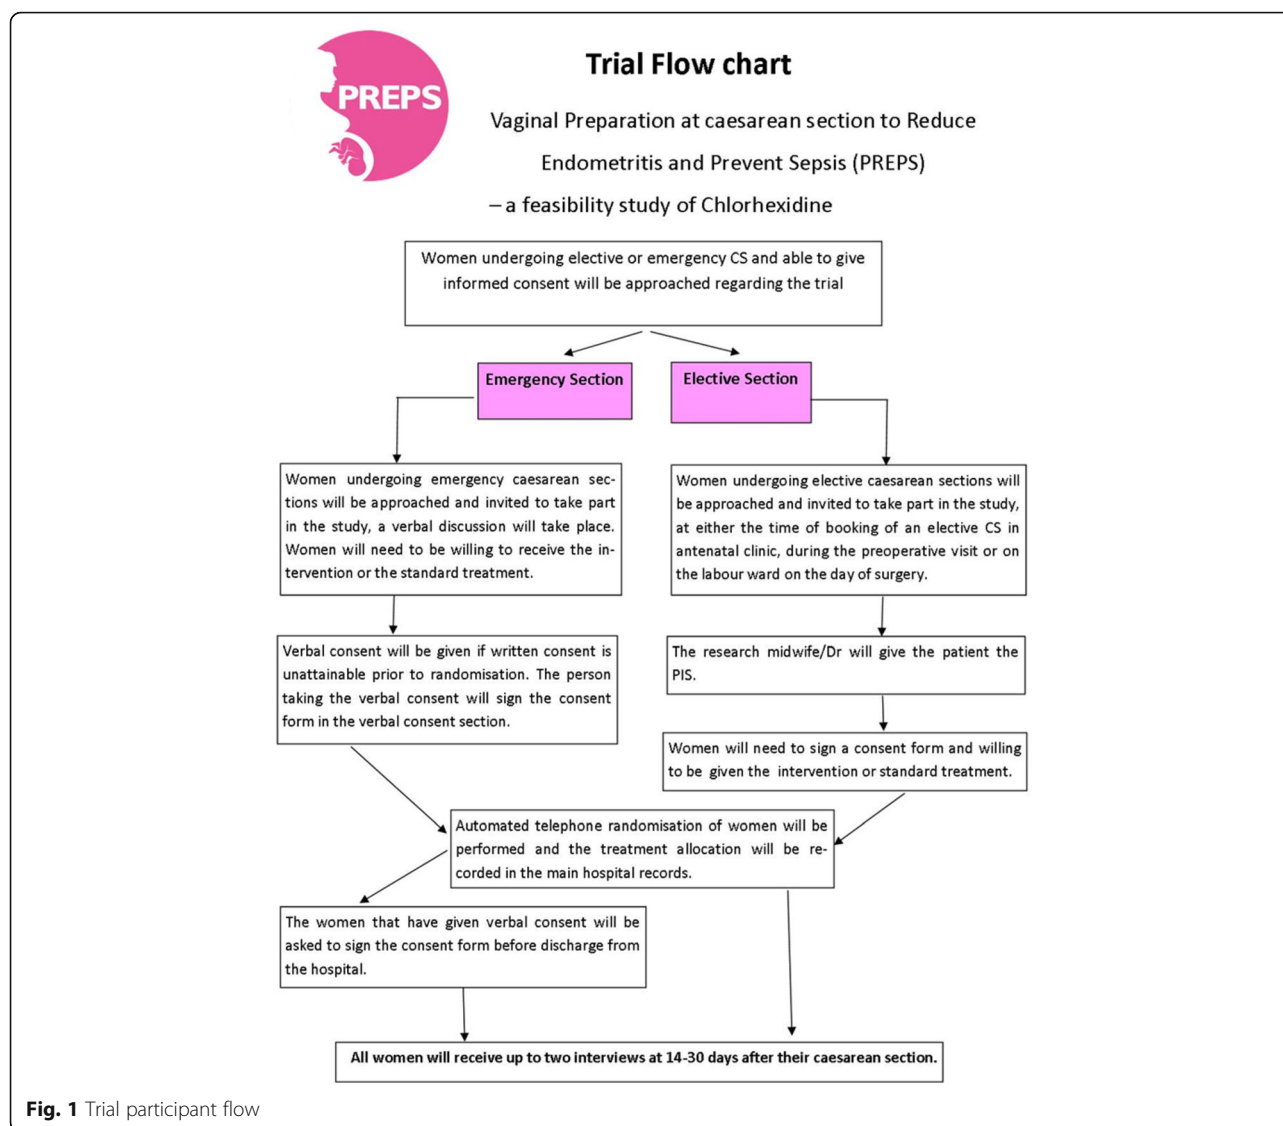 PREPS
Trial Flow chart
Vaginal Preparation at caesarean section to Reduce
Endometritis and Prevent Sepsis (PREPS)
– a feasibility study of Chlorhexidine
Women undergoing elective or emergency CS and able to give
informed consent will be approached regarding the trial
Emergency Section
Elective Section
Women undergoing emergency caesarean sec-
tions will be approached and invited to take part
in the study, a verbal discussion will take place.
Women will need to be willing to receive the in-
tervention or the standard treatment.
Women undergoing elective caesarean sections will
be approached and invited to take part in the study,
at either the time of booking of an elective CS in
antenatal clinic, during the preoperative visit or on
the labour ward on the day of surgery.
Verbal consent will be given if written consent is
unattainable prior to randomisation. The person
taking the verbal consent will sign the consent
form in the verbal consent section.
The research midwife/Dr will give the patient the
PIS.
Women will need to sign a consent form and willing
to be given the intervention or standard treatment.
Automated telephone randomisation of women will be
performed and the treatment allocation will be re-
corded in the main hospital records.
The women that have given verbal consent will be
asked to sign the consent form before discharge from
the hospital.
All women will receive up to two interviews at 14-30 days after their caesarean section.
Fig. 1 Trial participant flow